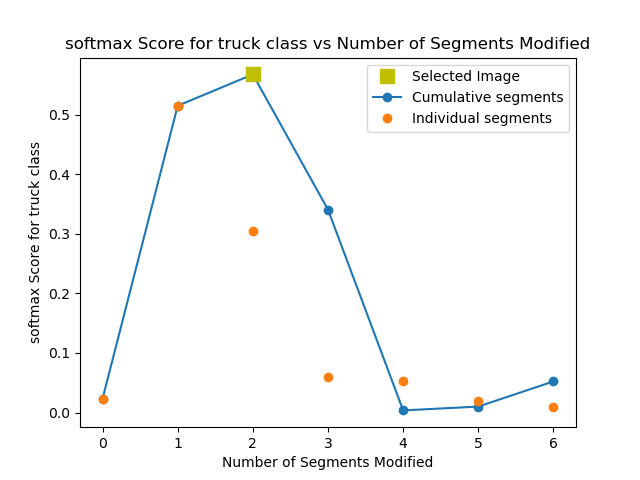 softmax Score for truck class vs Number of Segments Modified
Selected Image
Cumulative segments
Individual segments
softmax Score for truck class
0.5
0.4
0.3
0.2
0.1
0.0
0 1 2 3 4 5 6
Number of Segments Modified